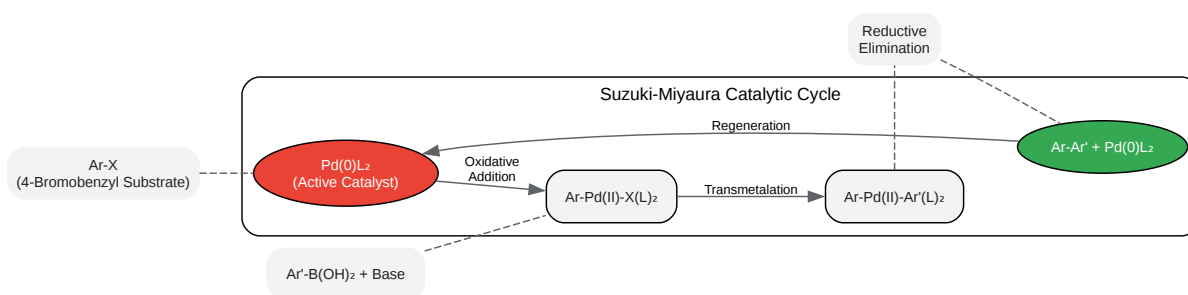 Reductive
Elimination
Suzuki-Miyaura Catalytic Cycle
Regeneration
Ar-Ar' + Pd(0)L₂
Ar-X
(4-Bromobenzyl Substrate)
Pd(0)L₂
(Active Catalyst)
Oxidative
Addition
Ar-Pd(II)-X(L)₂
Transmetalation
Ar-Pd(II)-Ar'(L)₂
Ar'-B(OH)₂ + Base